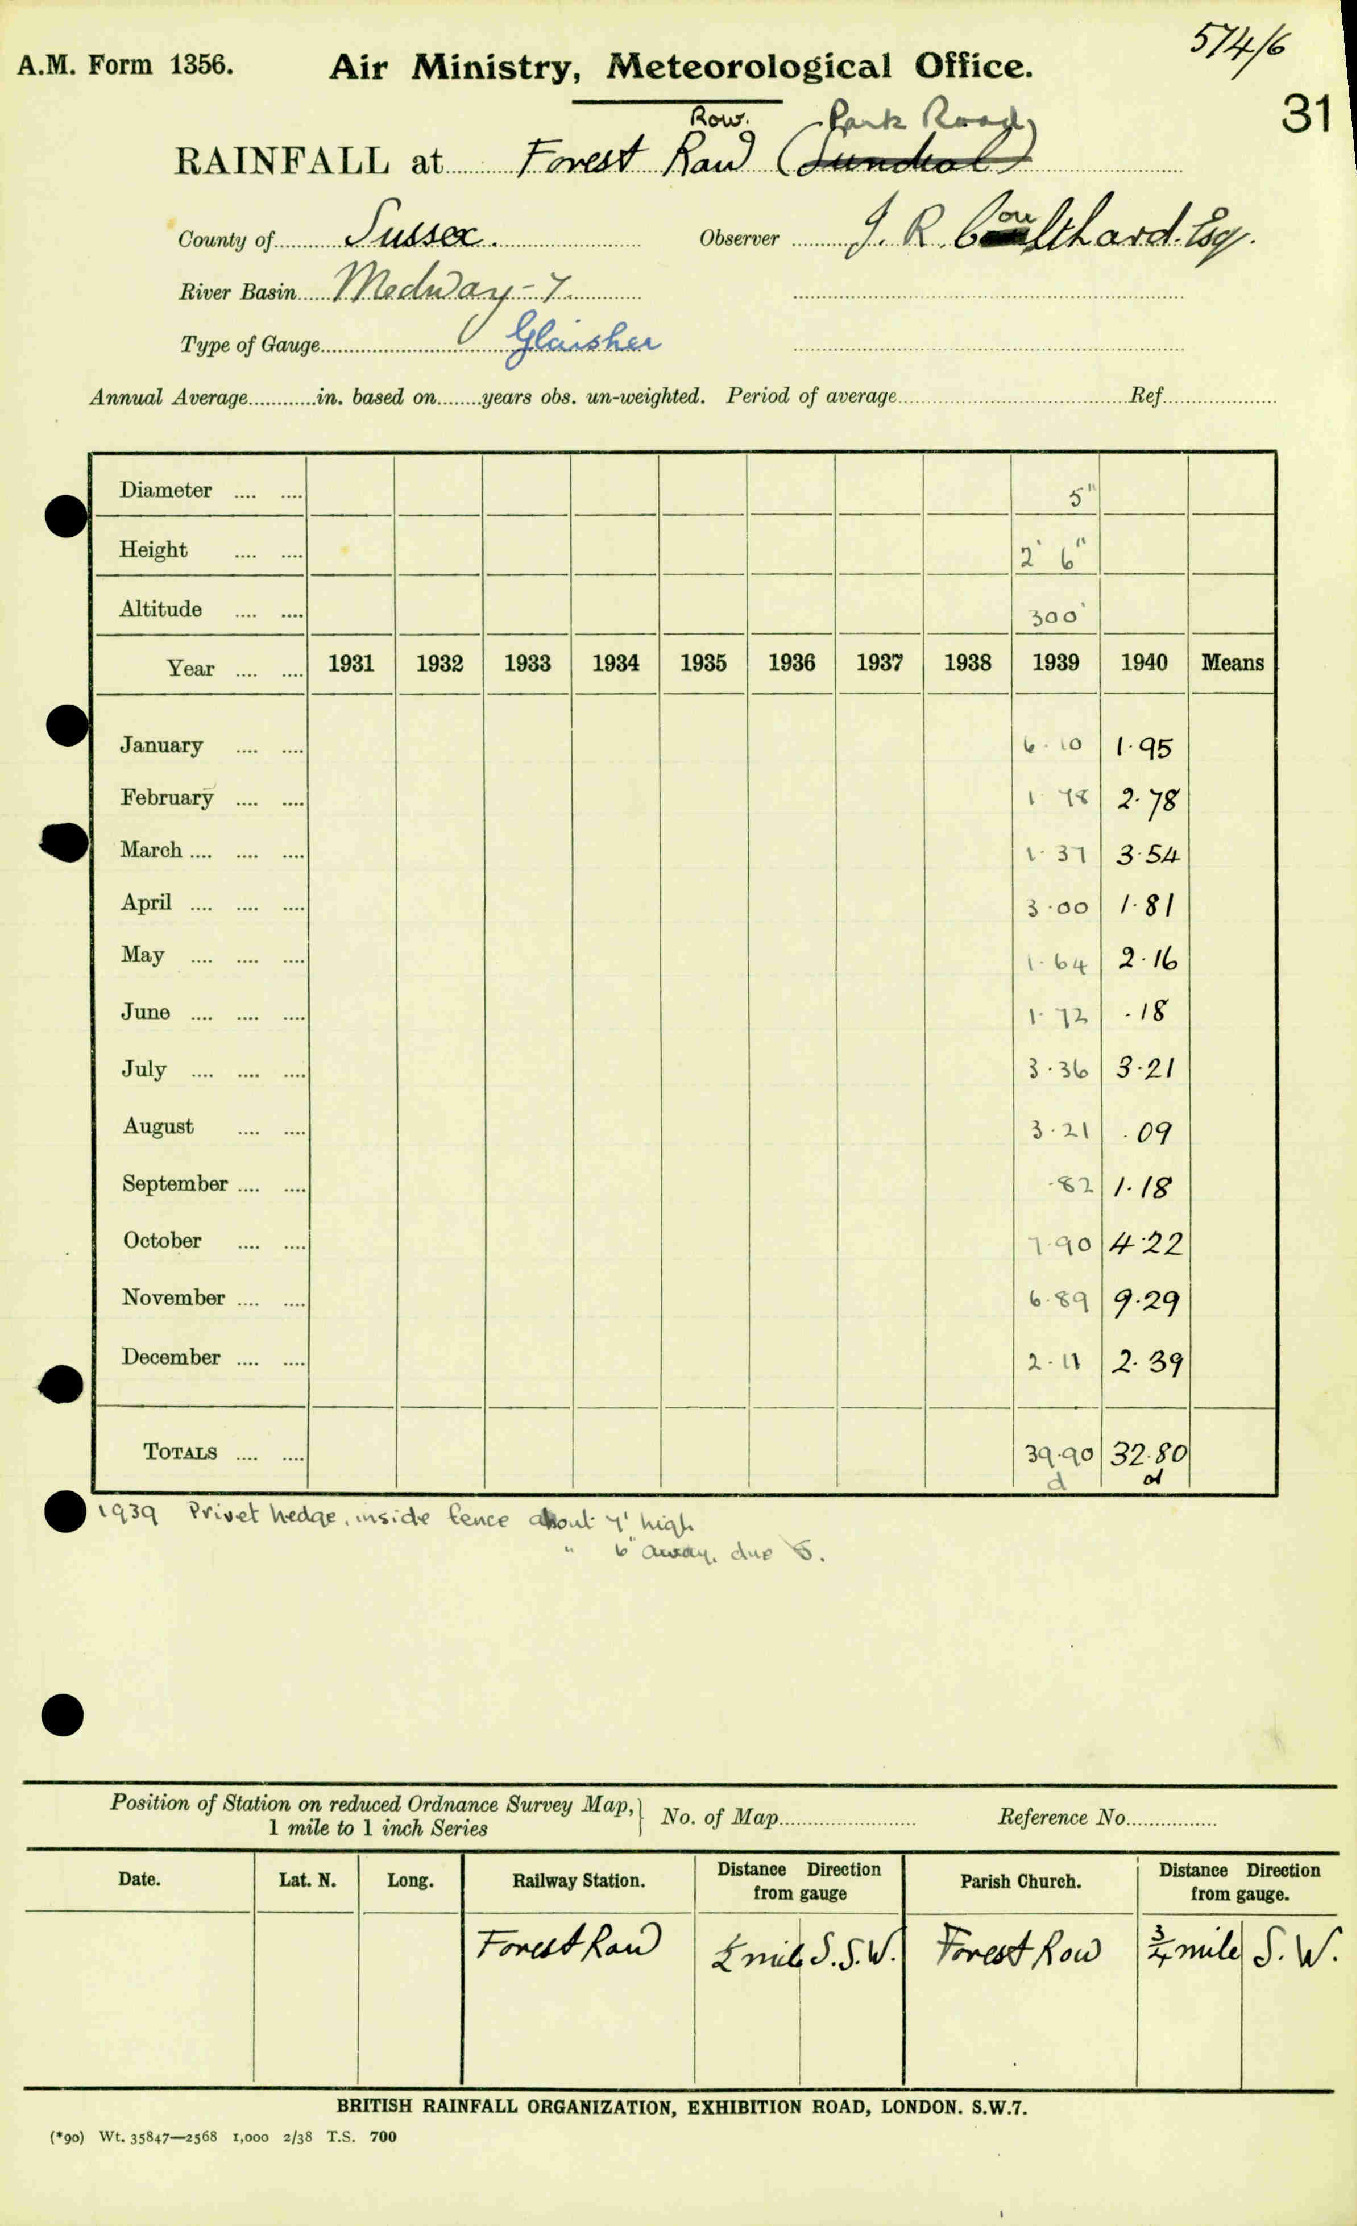 574/6
A.M. Form 1356. Air Ministry, Meteorological Office.
31
Row. Park Road
RAINFALL at Forest Raw (Sundial)
County of Sussex. Observer J. R. Coulthard. Esq.
River Basin Medway - 7
Type of Gauge Glaisher
Annual Average in. based on years obs. un-weighted. Period of average Ref.
Diameter 5"
Height 2' 6"
Altitude 300'
Year 1931 1932 1933 1934 1935 1936 1937 1938 1939 1940 Means
January 6.10 1.95
February 1.78 2.78
March 1.37 3.54
April 3.00 1.81
May 1.64 2.16
June 1.72 .18
July 3.36 3.21
August 3.21 .09
September .82 1.18
October 7.90 4.22
November 6.89 9.29
December 2.11 2.39
TOTALS 39.90 32.80
d d
1939 Privet hedge, inside fence about 4' high
" 6" away, due S.
Position of Station on reduced Ordnance Survey Map, } No. of Map Reference No.
1 mile to 1 inch Series
Date. Lat. N. Long. Railway Station. Distance Direction from gauge Parish Church. Distance Direction from gauge.
Forest Raw ½ mile S.S.W. Forest Row ¾ mile S.W.
BRITISH RAINFALL ORGANIZATION, EXHIBITION ROAD, LONDON. S.W.7.
(*90) Wt. 35847—2568 1,000 2/38 T.S. 700